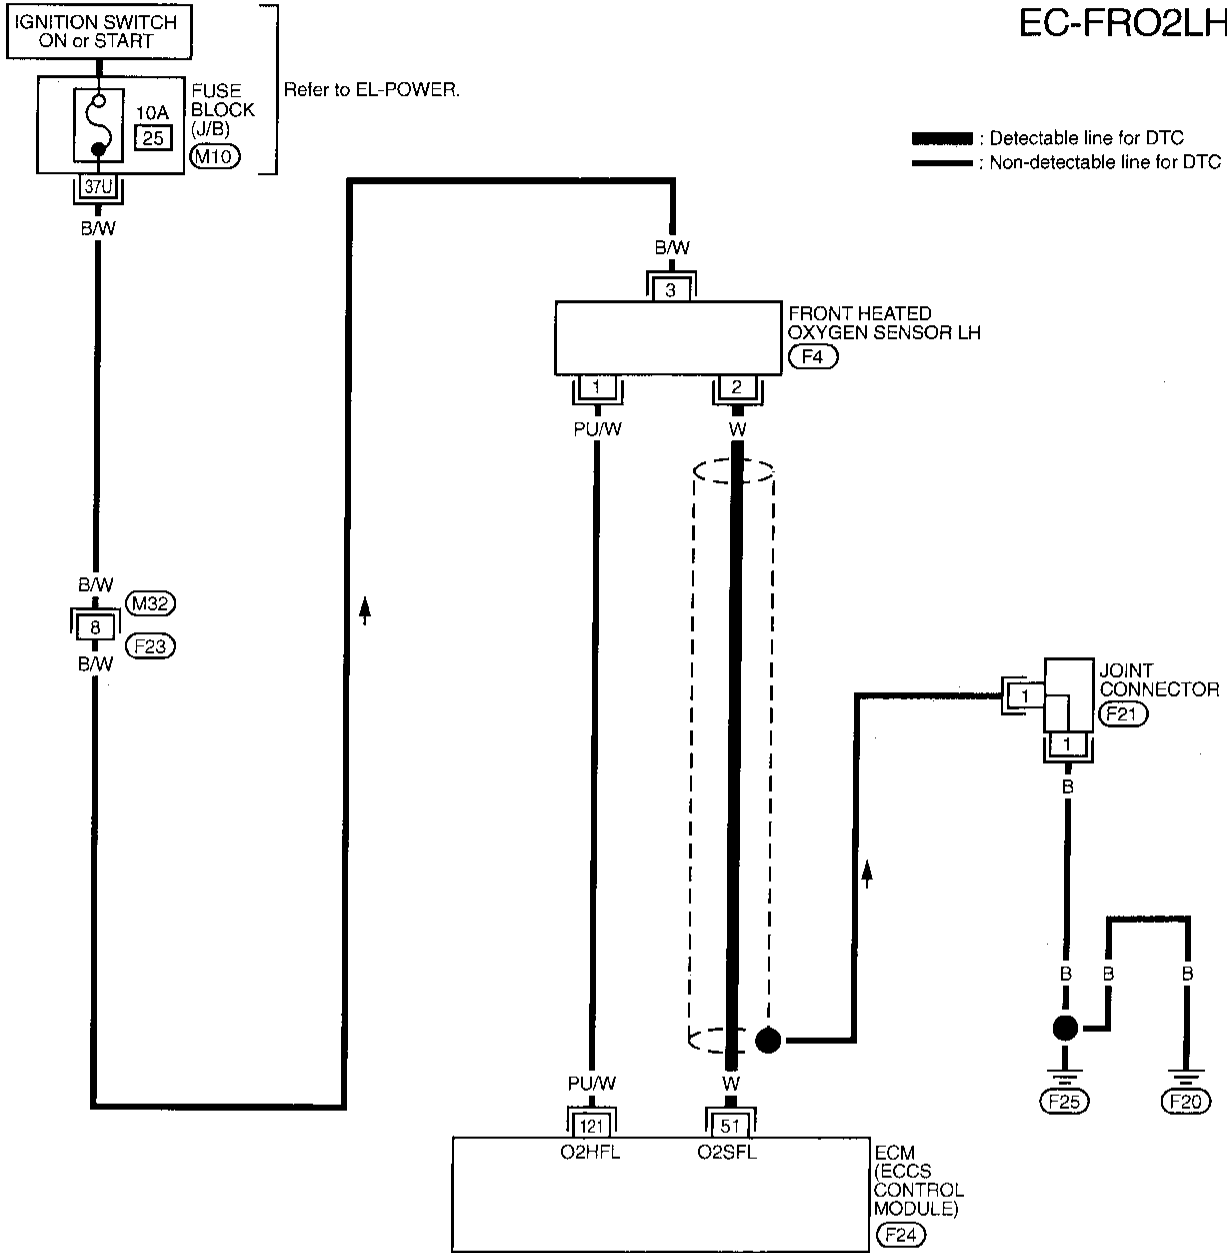 EC-FRO2LH
IGNITION SWITCH
ON or START
FUSE
BLOCK
(J/B)
M10
10A
25
Refer to EL-POWER.
: Detectable line for DTC
: Non-detectable line for DTC
37U
B/W
B/W
3
FRONT HEATED
OXYGEN SENSOR LH
F4
1
2
PU/W
W
B/W
M32
8
F23
B/W
JOINT
CONNECTOR
F21
1
1
B
B
B
B
F25
F20
PU/W
W
121
51
O2HFL
O2SFL
ECM
(ECCS
CONTROL
MODULE)
F24